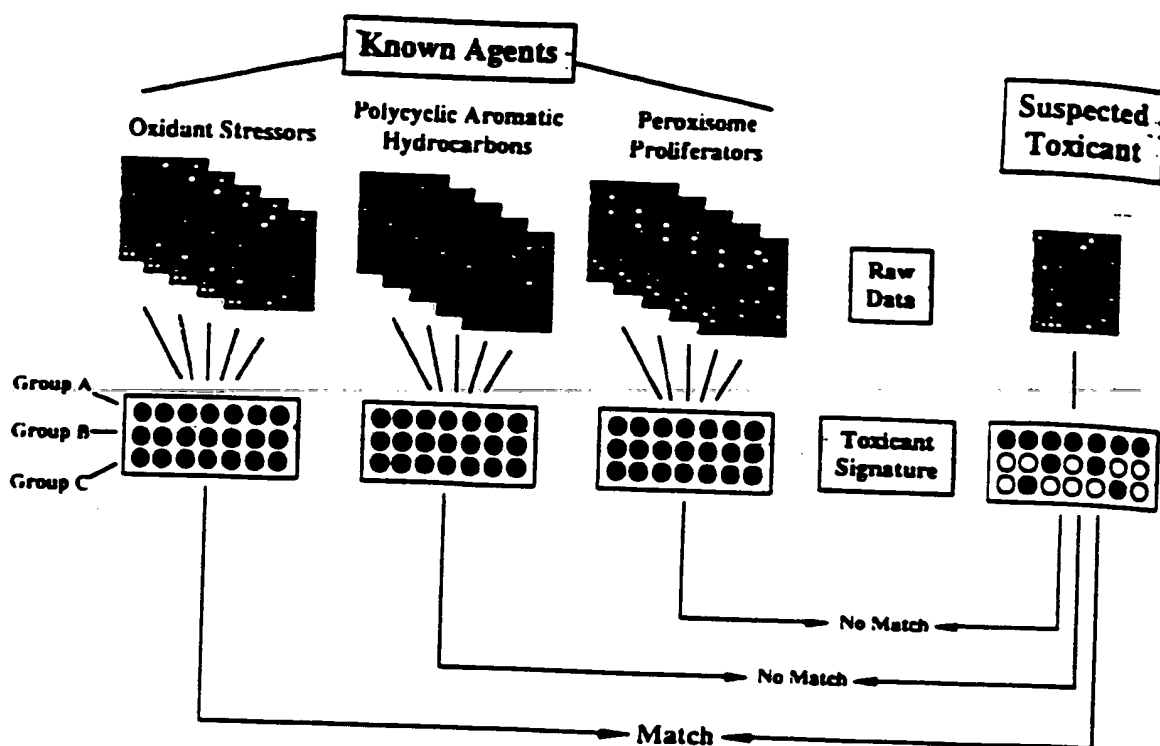 Known Agents
Oxidant Stressors
Polycyclic Aromatic
Hydrocarbons
Peroxisome
Proliferators
Suspected
Toxicant
Raw
Data
Group A
Group B
Group C
Toxicant
Signature
No Match
No Match
Match